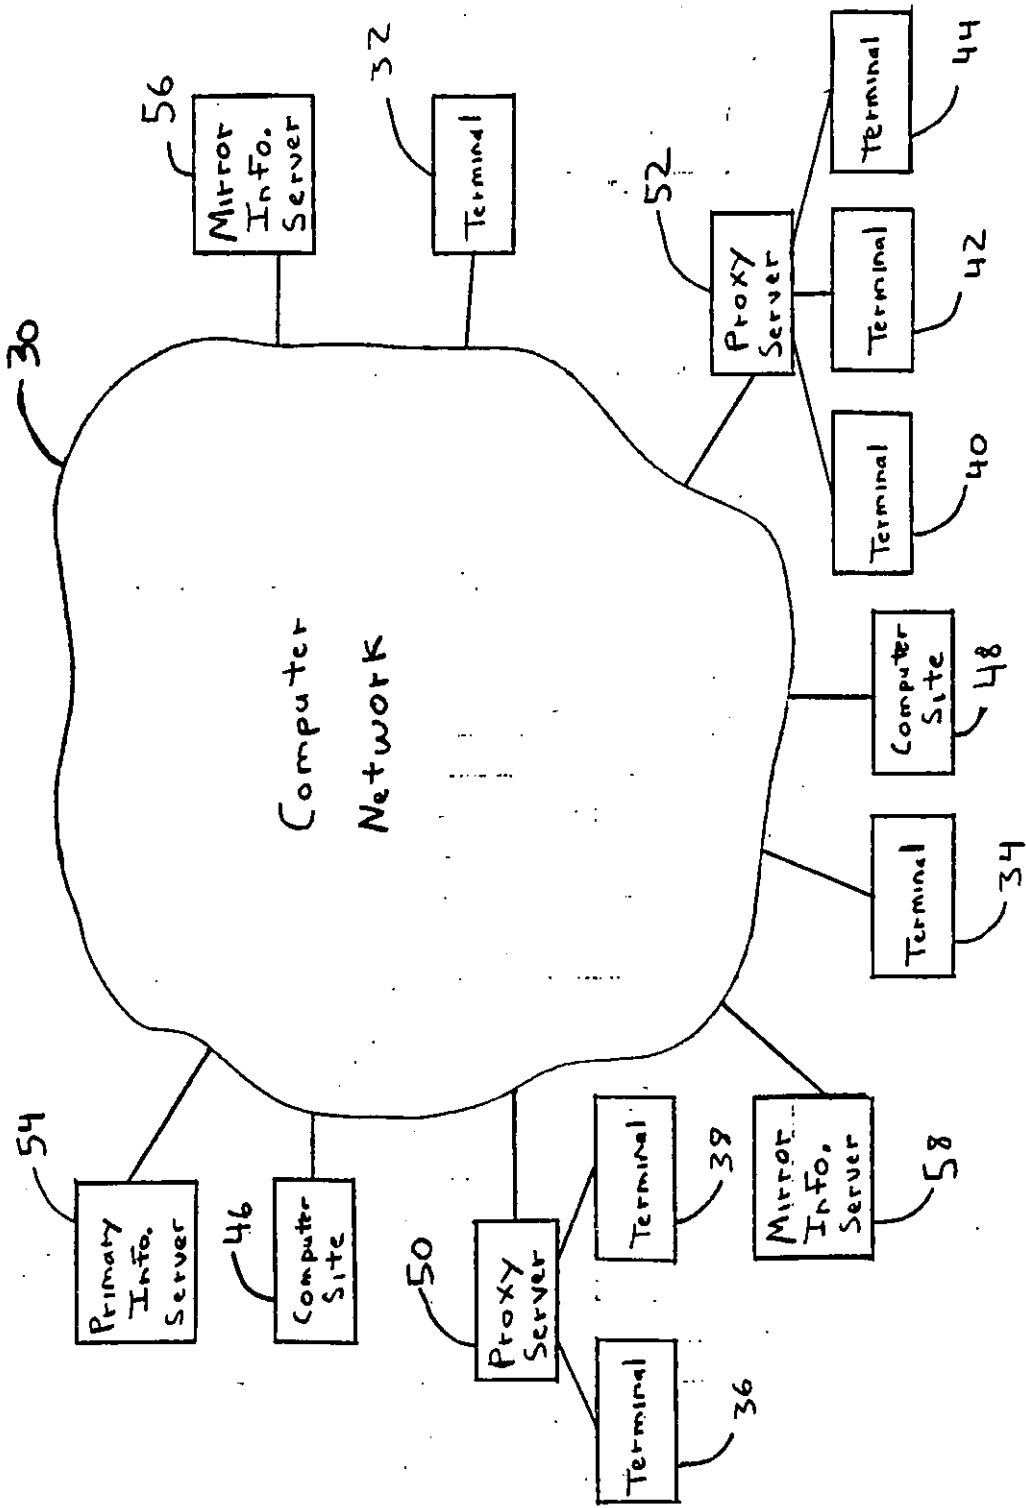 30
Computer
Network
54
Primary
Info.
Server
46
Computer
Site
50
Proxy
Server
Terminal
36
Terminal
38
Mirror
Info.
Server
58
Terminal
34
Computer
Site
48
Terminal
40
Terminal
42
Terminal
44
Proxy
Server
52
Terminal
32
Mirror
Info.
Server
56